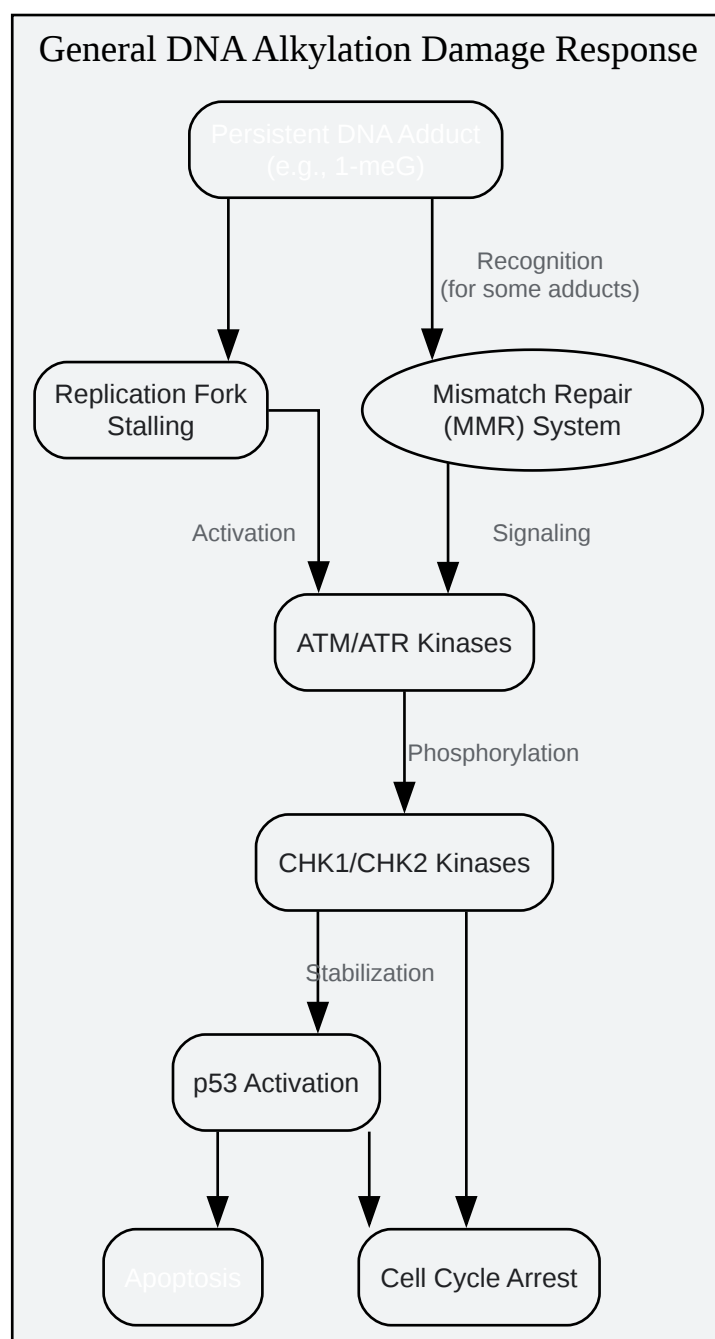 General DNA Alkylation Damage Response
Persistent DNA Adduct
(e.g., 1-meG)
Recognition
(for some adducts)
Replication Fork
Stalling
Mismatch Repair
(MMR) System
Activation
Signaling
ATM/ATR Kinases
Phosphorylation
CHK1/CHK2 Kinases
Stabilization
p53 Activation
Apoptosis
Cell Cycle Arrest